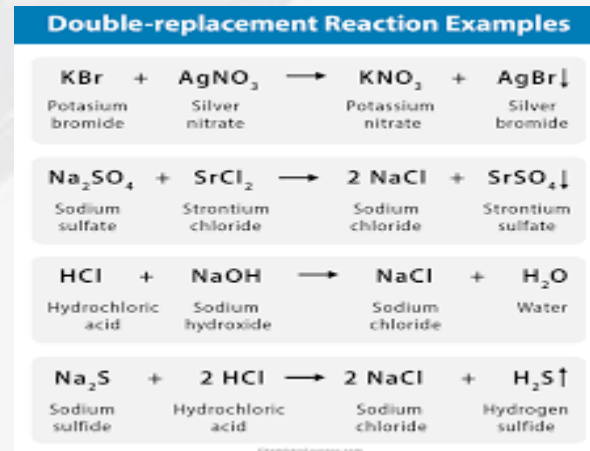 Double-replacement Reaction Examples
KBr + AgNO₃ ⟶ KNO₃ + AgBr↓
Potasium bromide Silver nitrate Potassium nitrate Silver bromide
Na₂SO₄ + SrCl₂ ⟶ 2 NaCl + SrSO₄↓
Sodium sulfate Strontium chloride Sodium chloride Strontium sulfate
HCl + NaOH ⟶ NaCl + H₂O
Hydrochloric acid Sodium hydroxide Sodium chloride Water
Na₂S + 2 HCl ⟶ 2 NaCl + H₂S↑
Sodium sulfide Hydrochloric acid Sodium chloride Hydrogen sulfide